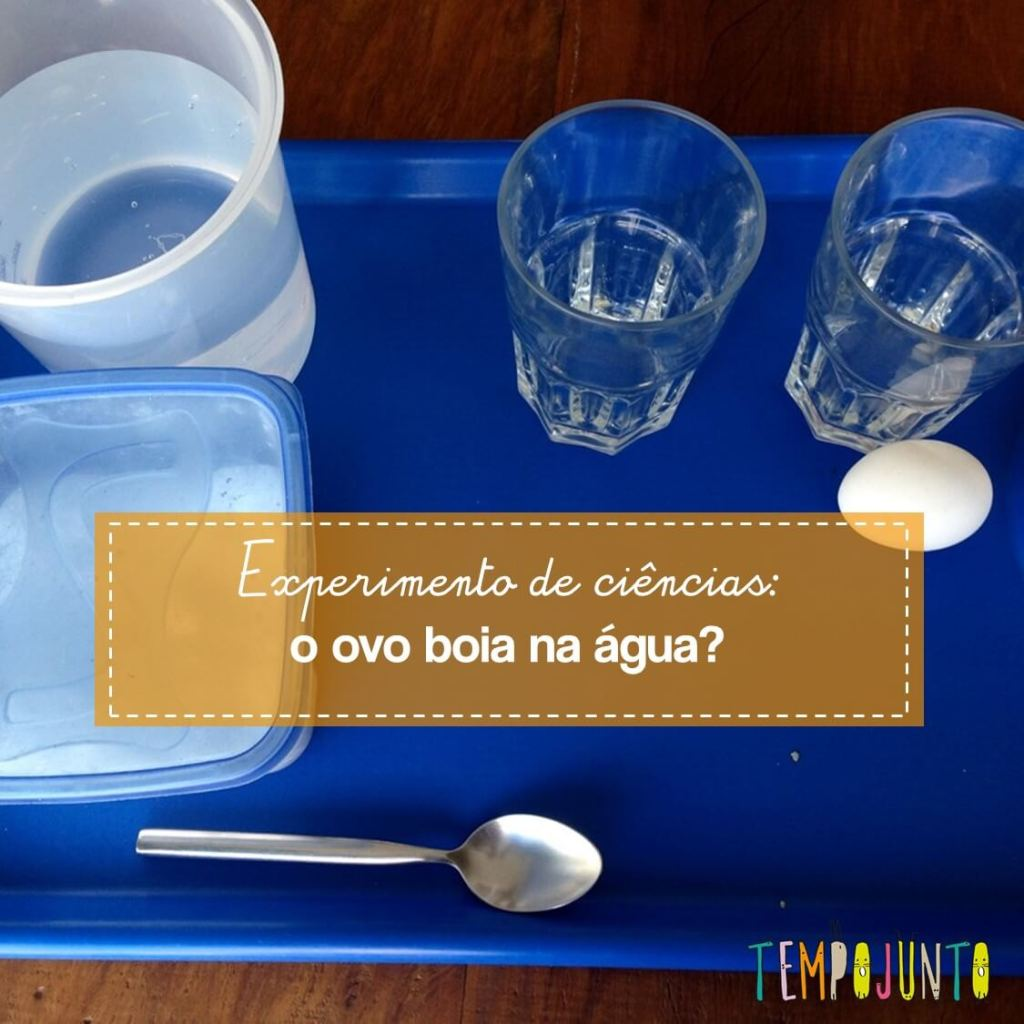 Experimento de ciências:
o ovo boia na água?
TEMPOJUNTO